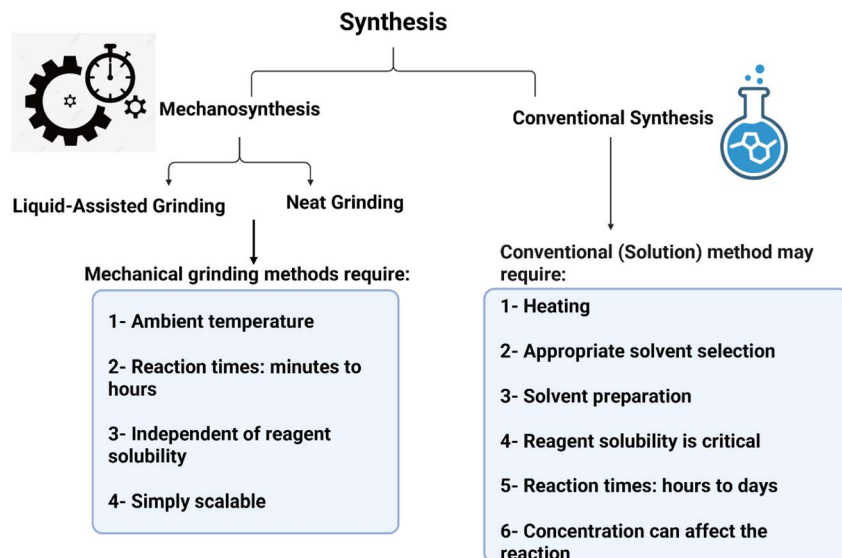 Synthesis
Mechanosynthesis
Conventional Synthesis
Liquid-Assisted Grinding
Neat Grinding
Mechanical grinding methods require:
1- Ambient temperature
2- Reaction times: minutes to
hours
3- Independent of reagent
solubility
4- Simply scalable
Conventional (Solution) method may
require:
1- Heating
2- Appropriate solvent selection
3- Solvent preparation
4- Reagent solubility is critical
5- Reaction times: hours to days
6- Concentration can affect the
reaction